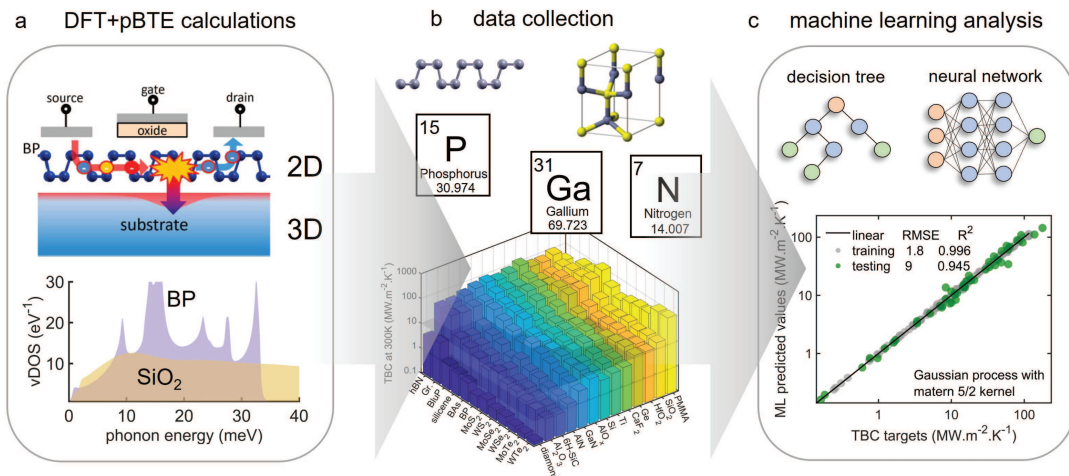 a DFT+pBTE calculations
source
gate
drain
oxide
BP
2D
substrate
3D
vDOS (eV⁻¹)
30
20
10
BP
SiO₂
0 10 20 30 40
phonon energy (meV)
b data collection
15
P
Phosphorus
30.974
31
Ga
Gallium
69.723
7
N
Nitrogen
14.007
TBC at 300K (MW.m⁻².K⁻¹)
1000
100
10
1
0.1
hBN
Gr.
BluP
silicene
BAs
BP
MoS₂
WS₂
MoSe₂
WSe₂
MoTe₂
WTe₂
diamon
Al₂O₃
6H-SiC
AlN
GaN
AlOₓ
Si
Ti
CaF₂
Ge
HfO₂
SiO₂
PMMA
c machine learning analysis
decision tree
neural network
ML predicted values (MW.m⁻².K⁻¹)
100
10
1
linear RMSE R²
training 1.8 0.996
testing 9 0.945
Gaussian process with
matern 5/2 kernel
1 10 100
TBC targets (MW.m⁻².K⁻¹)